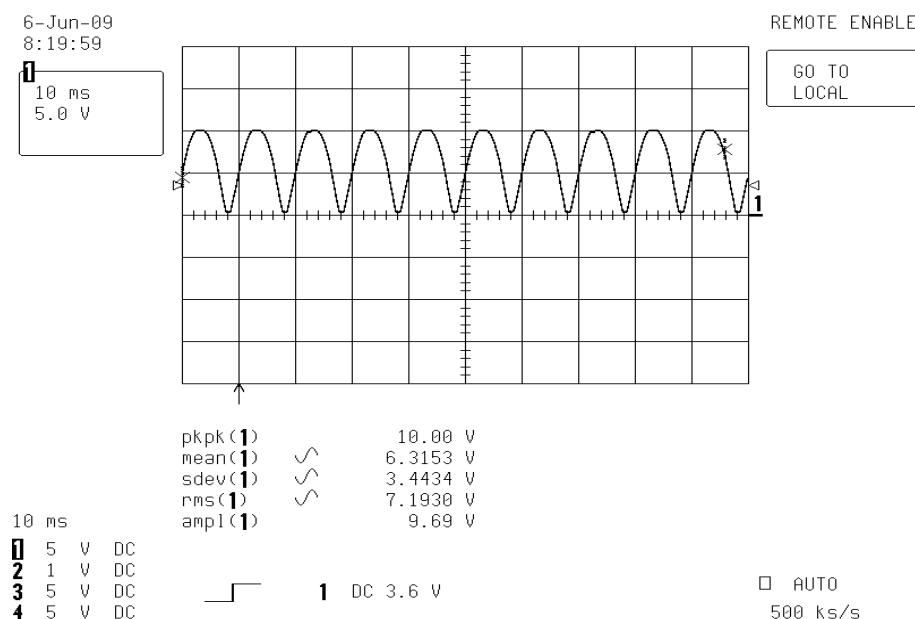 6-Jun-09
8:19:59
REMOTE ENABLE
1
10 ms
5.0 V
GO TO
LOCAL
1
pkpk(1) 10.00 V
mean(1) 6.3153 V
sdev(1) 3.4434 V
rms(1) 7.1930 V
ampl(1) 9.69 V
10 ms
1 5 V DC
2 1 V DC
3 5 V DC
4 5 V DC
1 DC 3.6 V
AUTO
500 ks/s